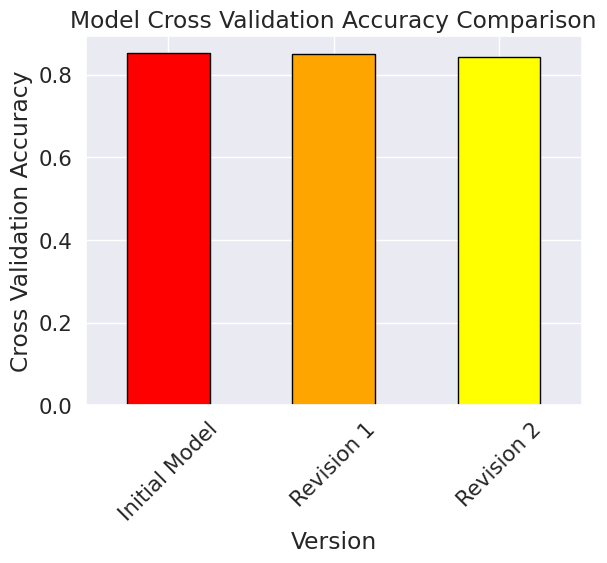 Model Cross Validation Accuracy Comparison
Cross Validation Accuracy
0.8
0.6
0.4
0.2
0.0
Initial Model
Revision 1
Revision 2
Version